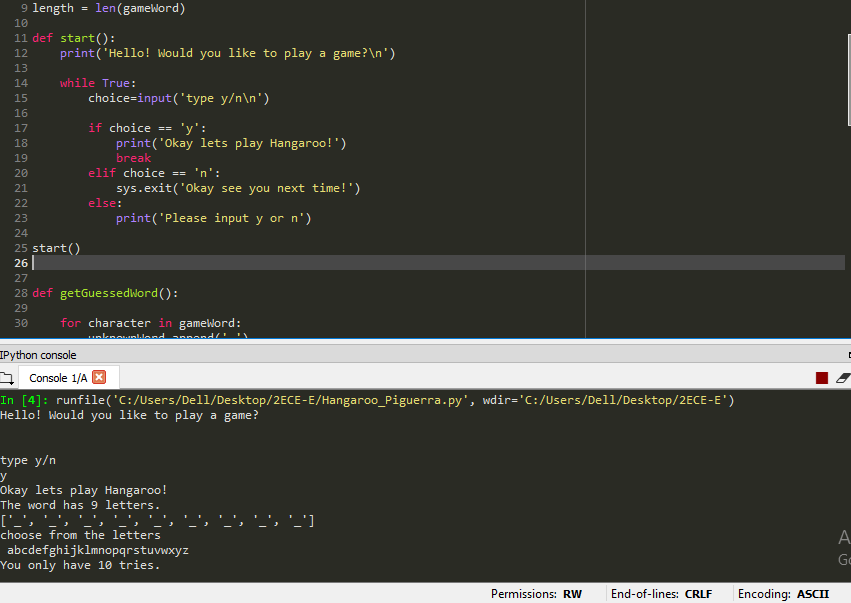 9 length = len(gameWord)
10
11 def start():
12     print('Hello! Would you like to play a game?\n')
13
14     while True:
15         choice=input('type y/n\n')
16
17         if choice == 'y':
18             print('Okay lets play Hangaroo!')
19             break
20         elif choice == 'n':
21             sys.exit('Okay see you next time!')
22         else:
23             print('Please input y or n')
24
25 start()
26
27
28 def getGuessedWord():
29
30     for character in gameWord:
        unknownWord.append('_')
IPython console
Console 1/A
In [4]: runfile('C:/Users/Dell/Desktop/2ECE-E/Hangaroo_Piguerra.py', wdir='C:/Users/Dell/Desktop/2ECE-E')
Hello! Would you like to play a game?
type y/n
y
Okay lets play Hangaroo!
The word has 9 letters.
['_', '_', '_', '_', '_', '_', '_', '_', '_']
choose from the letters
 abcdefghijklmnopqrstuvwxyz
You only have 10 tries.
A
Go
Permissions: RW End-of-lines: CRLF Encoding: ASCII